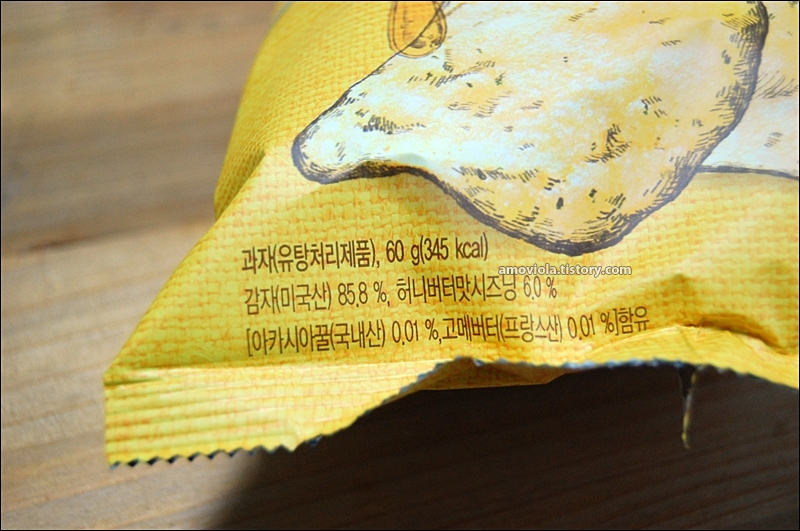 과자(유탕처리제품), 60 g(345 kcal)
amoviola.tistory.com
감자(미국산) 85.8 %, 허니버터맛시즈닝 6.0 %
[아카시아꿀(국내산) 0.01 %,고메버터(프랑스산) 0.01 %]함유